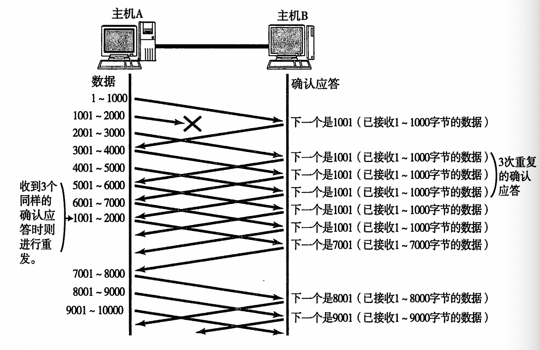 主机A
主机B
数据
确认应答
1～1000
1001～2000
2001～3000
3001～4000
4001～5000
5001～6000
6001～7000
1001～2000
7001～8000
8001～9000
9001～10000
收到3个
同样的
确认应
答时则
进行重
发。
下一个是1001（已接收1～1000字节的数据）
下一个是1001（已接收1～1000字节的数据）
下一个是1001（已接收1～1000字节的数据）
下一个是1001（已接收1～1000字节的数据）
下一个是1001（已接收1～1000字节的数据）
下一个是1001（已接收1～1000字节的数据）
下一个是7001（已接收1～7000字节的数据）
下一个是8001（已接收1～8000字节的数据）
下一个是9001（已接收1～9000字节的数据）
3次重复
的确认
应答